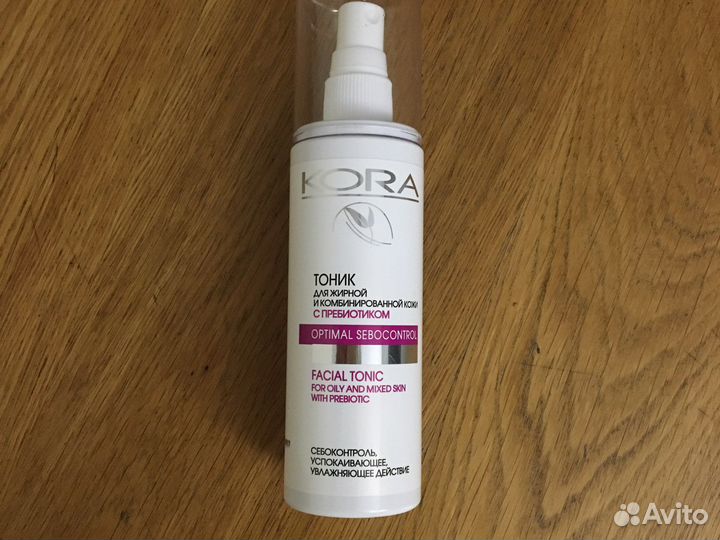 KORA
ТОНИК
ДЛЯ ЖИРНОЙ
И КОМБИНИРОВАННОЙ КОЖИ
С ПРЕБИОТИКОМ
OPTIMAL SEBOCONTROL
FACIAL TONIC
FOR OILY AND MIXED SKIN
WITH PREBIOTIC
СЕБОКОНТРОЛЬ,
УСПОКАИВАЮЩЕЕ,
УВЛАЖНЯЮЩЕЕ ДЕЙСТВИЕ
Avito